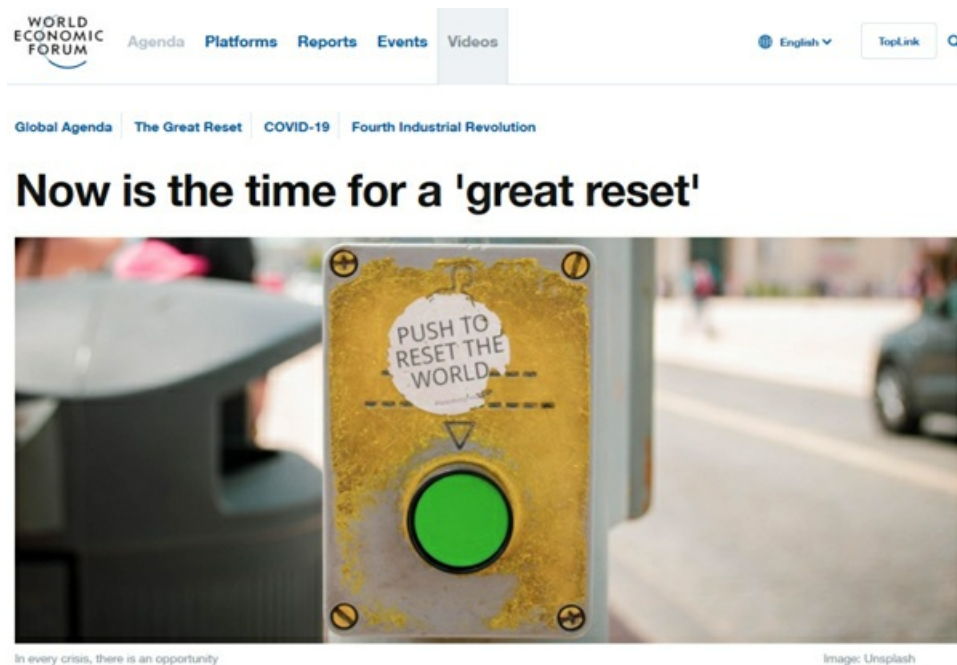 WORLD
ECONOMIC
FORUM
Agenda Platforms Reports Events Videos
English
TopLink
Global Agenda The Great Reset COVID-19 Fourth Industrial Revolution
Now is the time for a 'great reset'
PUSH TO
RESET THE
WORLD
In every crisis, there is an opportunity
Image: Unsplash